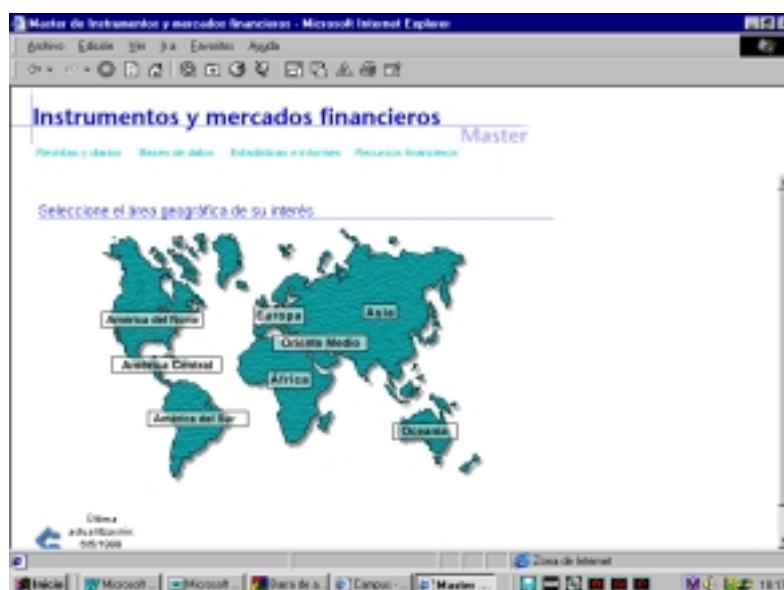 Master de Instrumentos y mercados financieros - Microsoft Internet Explorer
Archivo Edición Ver Ir a Favoritos Ayuda
Instrumentos y mercados financieros
Master
Revistas y diarios Bases de datos Estadísticas e informes Recursos financieros
Seleccione el área geográfica de su interés
América del Norte
Europa
Asia
Oriente Medio
América Central
África
América del Sur
Oceanía
Última
actualización:
Zona de Internet
Inicio Microsoft ... Microsoft ... Barra de a... Campus - ... Master ...